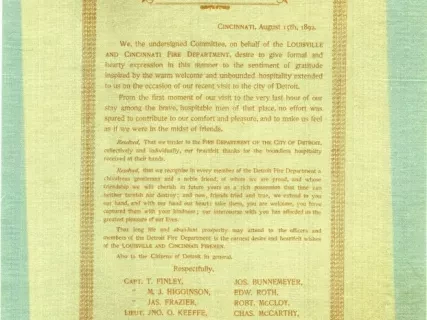 CINCINNATI, August 15th, 1892.
We, the undersigned Committee, on behalf of the LOUISVILLE
AND CINCINNATI FIRE DEPARTMENT, desire to give formal and
hearty expression in this manner to the sentiment of gratitude
inspired by the warm welcome and unbounded hospitality extended
to us on the occasion of our recent visit to the city of Detroit.
From the first moment of our visit to the very last hour of our
stay among the brave, hospitable men of that place, no effort was
spared to contribute to our comfort and pleasure, and to make us feel
as if we were in the midst of friends.
Resolved, That we tender to the FIRE DEPARTMENT OF THE CITY OF DETROIT,
collectively and individually, our heartfelt thanks for the boundless hospitality
received at their hands.
Resolved, that we recognize in every member of the Detroit Fire Department a
chivalrous gentleman and a noble friend, of whom we are proud, and whose
friendship we will cherish in future years as a rich possession that time can
neither tarnish nor destroy; and now, friends tried and true, we extend to you
our hand, and with our hand our hearts take them, you are welcome, you have
captured them with your kindness; our intercourse with you has afforded us the
greatest pleasure of our lives.
That long life and abundant prosperity may attend to the officers and
members of the Detroit Fire Department is the earnest desire and heartfelt wishes
of the LOUISVILLE and CINCINNATI FIREMEN.
Also to the Citizens of Detroit in general.
Respectfully,
CAPT. T. FINLEY, JOS. BUNNEMEYER,
" M. J. HIGGINSON, EDW. ROTH,
" JAS. FRAZIER, ROBT. McCLOY,
LIEUT. JNO. O. KEEFFE, CHAS. McCARTHY,